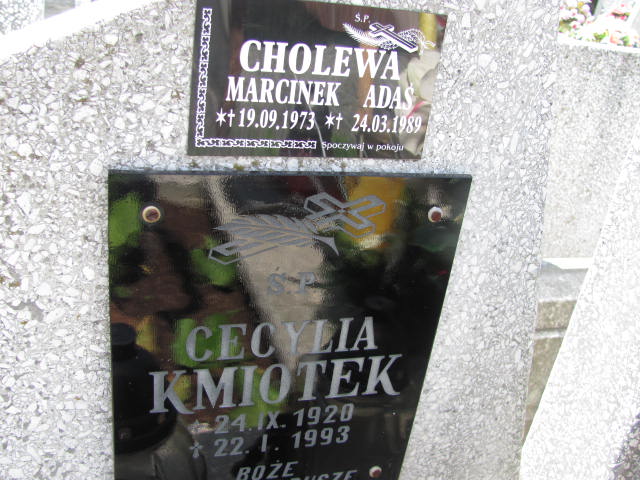 Ś.P.
CHOLEWA
MARCINEK ADAŚ
*† 19.09.1973 *† 24.03.1989
Spoczywaj w pokoju
Ś.P.
CECYLIA
KMIOTEK
* 24.IX.1920
† 22.I.1993
BOŻE